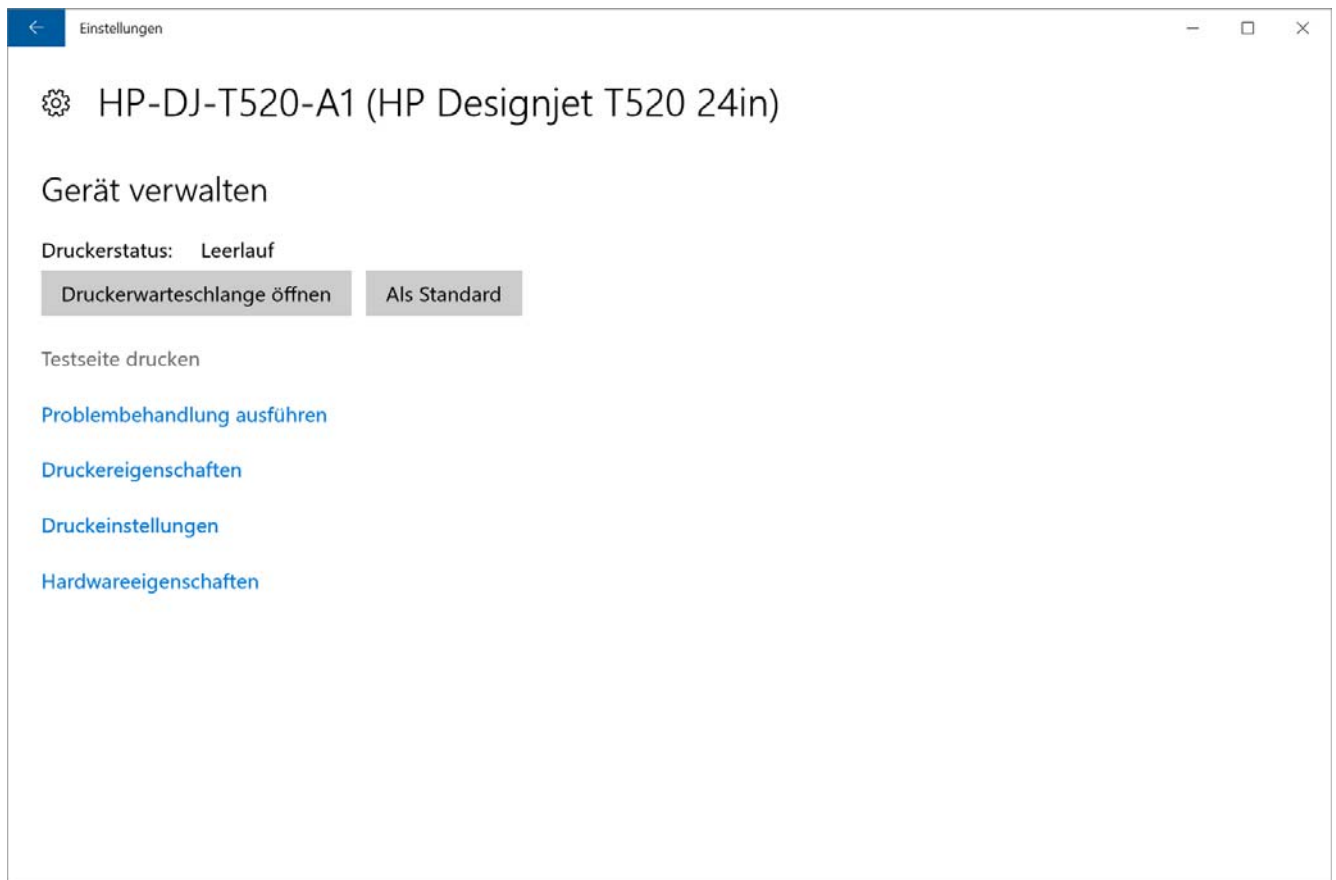 Einstellungen
HP-DJ-T520-A1 (HP Designjet T520 24in)
Gerät verwalten
Druckerstatus: Leerlauf
Druckerwarteschlange öffnen Als Standard
Testseite drucken
Problembehandlung ausführen
Druckereigenschaften
Druckeinstellungen
Hardwareeigenschaften